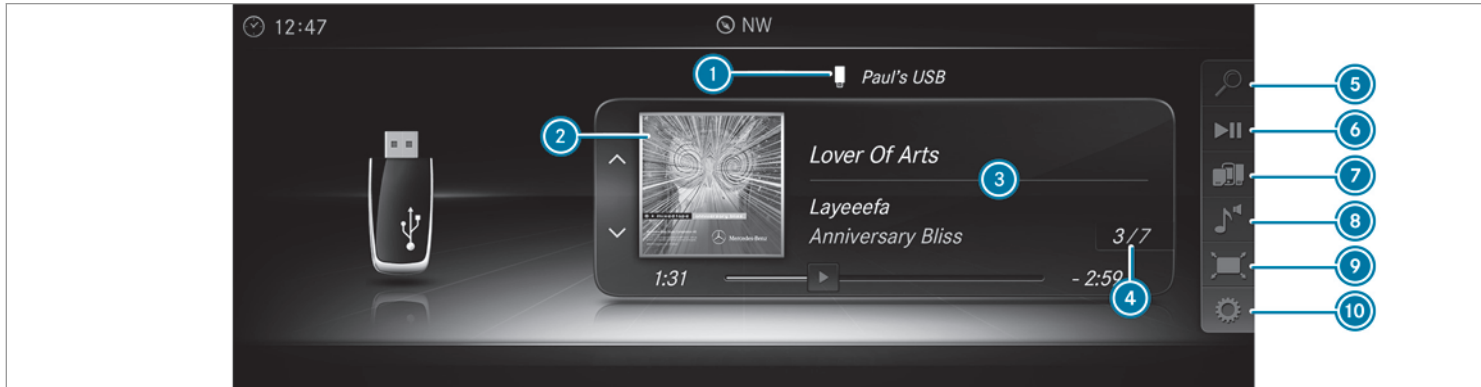 12:47
NW
1
Paul's USB
5
2
6
Lover Of Arts
3
7
Layeeefa
Anniversary Bliss
3/7
8
Mercedes-Benz
1:31
- 2:59
9
4
10